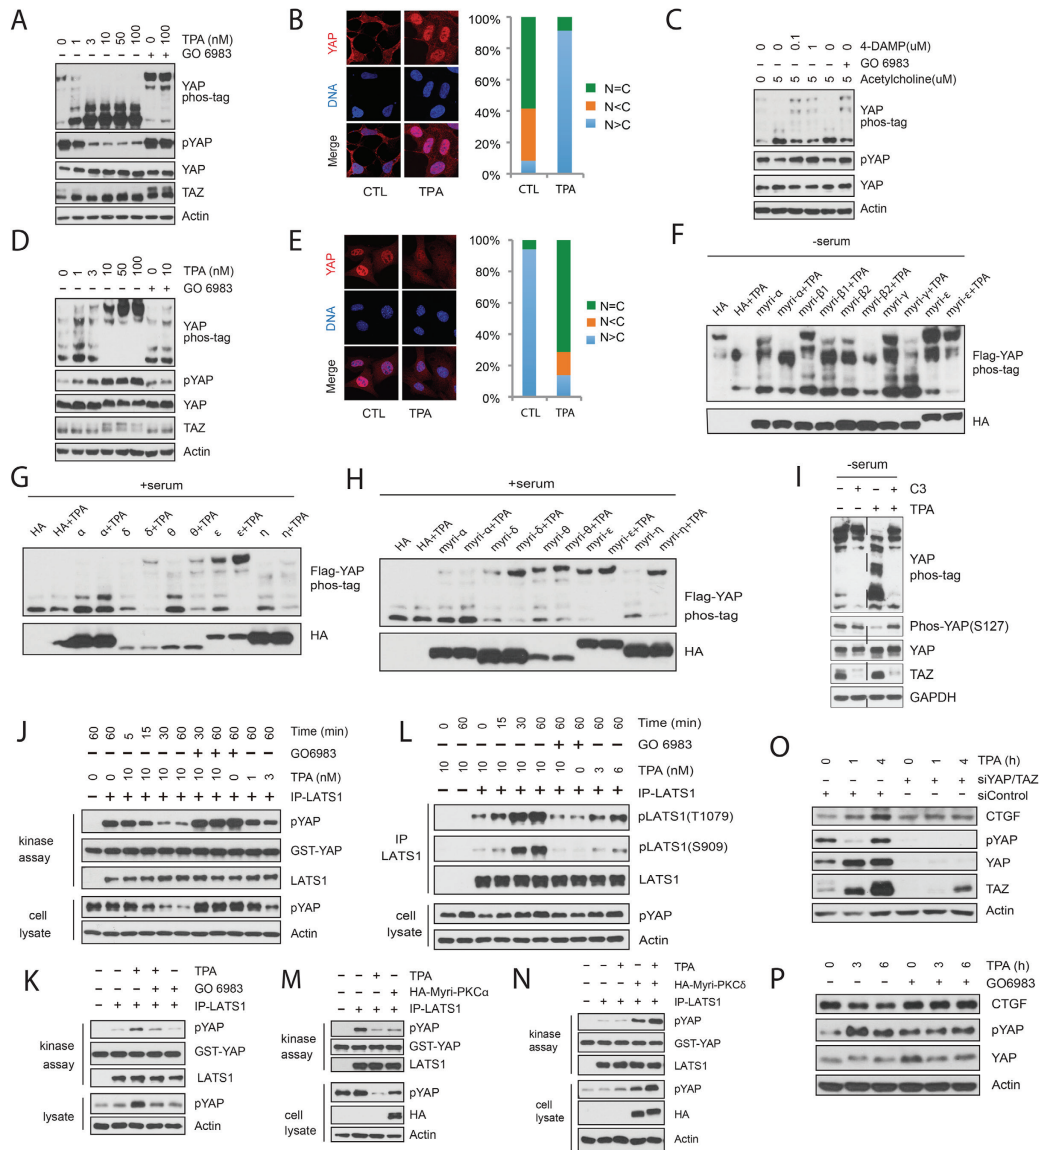 A
0 1 3 10 50 100 0 100 TPA (nM)
– – – – – – + + GO 6983
YAP
phos-tag
pYAP
YAP
TAZ
Actin
B
YAP
DNA
Merge
CTL TPA
100%
80%
60%
40%
20%
0%
CTL TPA
N=C
N<C
N>C
C
0 0 0.1 1 0 0 4-DAMP(uM)
GO 6983
0 5 5 5 5 5 Acetylcholine(uM)
YAP
phos-tag
pYAP
YAP
Actin
D
0 1 3 10 50 100 0 10 TPA (nM)
– – – – – – + + GO 6983
YAP
phos-tag
pYAP
YAP
TAZ
Actin
E
YAP
DNA
Merge
CTL TPA
100%
80%
60%
40%
20%
0%
CTL TPA
N=C
N<C
N>C
F
-serum
HA HA+TPA myri-α myri-α+TPA myri-β1 myri-β1+TPA myri-β2 myri-β2+TPA myri-γ myri-γ+TPA myri-ε myri-ε+TPA
Flag-YAP
phos-tag
HA
G
+serum
HA HA+TPA α α+TPA δ δ+TPA θ θ+TPA ε ε+TPA η η+TPA
Flag-YAP
phos-tag
HA
H
+serum
HA HA+TPA myri-α myri-α+TPA myri-δ myri-δ+TPA myri-θ myri-θ+TPA myri-ε myri-ε+TPA myri-η myri-η+TPA
Flag-YAP
phos-tag
HA
I
-serum
– + – + C3
– – + + TPA
YAP
phos-tag
Phos-YAP(S127)
YAP
TAZ
GAPDH
J
60 60 5 15 30 60 30 60 60 60 60 Time (min)
– – – – – – + + + – – GO6983
0 0 10 10 10 10 10 10 0 1 3 TPA (nM)
– + + + + + + + + + + IP-LATS1
kinase
assay
pYAP
GST-YAP
LATS1
cell
lysate
pYAP
Actin
K
– – + + – TPA
– – – + + GO 6983
– + + + + IP-LATS1
kinase
assay
pYAP
GST-YAP
LATS1
lysate
pYAP
Actin
L
0 60 0 15 30 60 60 60 60 60 Time (min)
– – – – – – + + – – GO 6983
10 10 10 10 10 10 10 0 3 6 TPA (nM)
– – + + + + + + + + IP-LATS1
IP
LATS1
pLATS1(T1079)
pLATS1(S909)
LATS1
cell
lysate
pYAP
Actin
M
– – + + TPA
– – – + HA-Myri-PKCα
– + + + IP-LATS1
kinase
assay
pYAP
GST-YAP
LATS1
cell
lysate
pYAP
HA
Actin
N
– – + – + TPA
– – – + + HA-Myri-PKCδ
– + + + + IP-LATS1
kinase
assay
pYAP
GST-YAP
LATS1
cell
lysate
pYAP
HA
Actin
O
0 1 4 0 1 4 TPA (h)
– – – + + + siYAP/TAZ
+ + + – – – siControl
CTGF
pYAP
YAP
TAZ
Actin
P
0 3 6 0 3 6 TPA (h)
– – – + + + GO6983
CTGF
pYAP
YAP
Actin